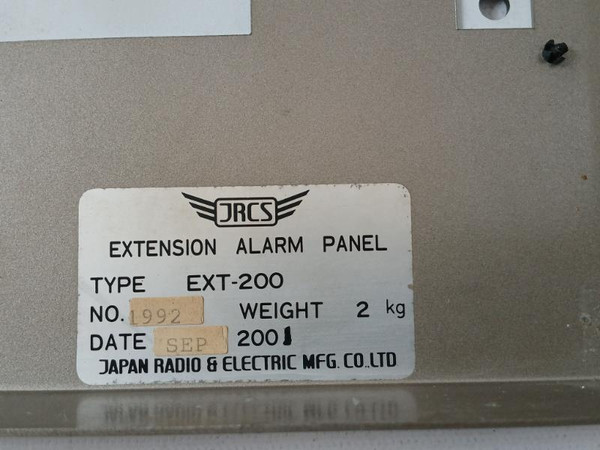 JRCS
EXTENSION ALARM PANEL
TYPE EXT-200
NO. 1992 WEIGHT 2 kg
DATE SEP 2001
JAPAN RADIO & ELECTRIC MFG. CO.,LTD